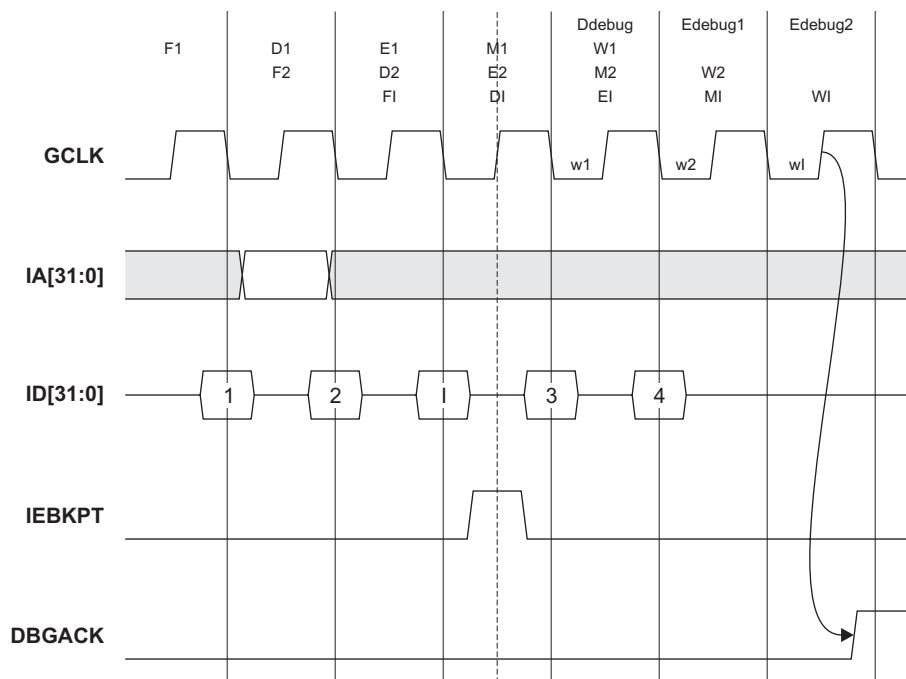 Ddebug Edebug1 Edebug2
F1 D1 E1 M1 W1
F2 D2 E2 M2 W2
FI DI EI MI WI
GCLK w1 w2 wI
IA[31:0]
ID[31:0] 1 2 I 3 4
IEBKPT
DBGACK